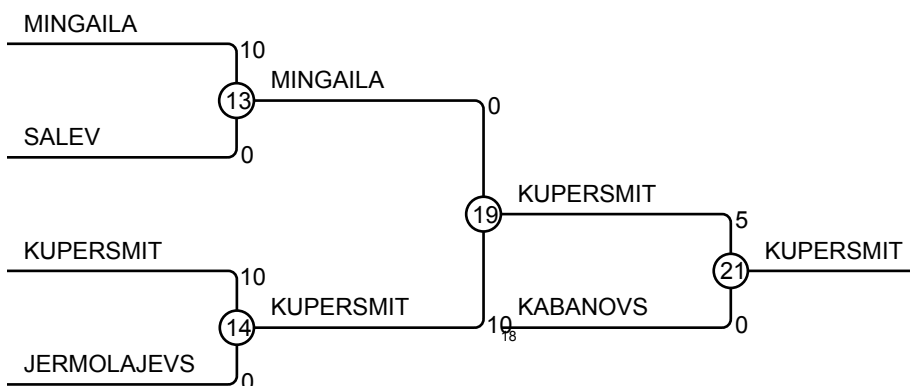 MINGAILA
10
13
MINGAILA
0
SALEV
0
19
KUPERSMIT
5
KUPERSMIT
10
21
KUPERSMIT
14
KUPERSMIT
10
18
KABANOVS
0
JERMOLAJEVS
0